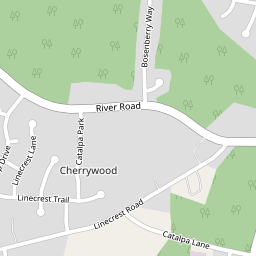 Bosenberry Way
River Road
Catalpa Park
Linecrest Lane
Drive
Cherrywood
Linecrest Trail
Linecrest Road
Catalpa Lane